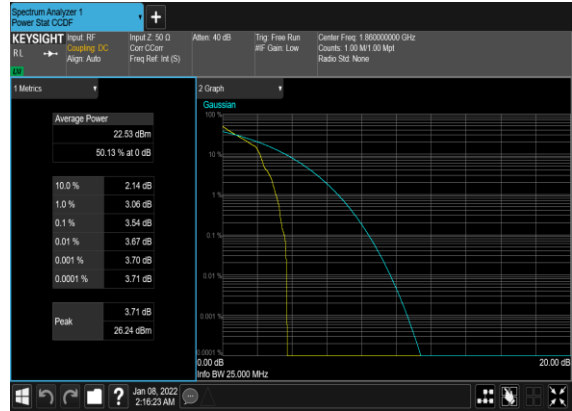 Spectrum Analyzer 1
Power Stat CCDF
KEYSIGHT
RL
Input: RF
Coupling: DC
Align: Auto
Input Z: 50 Ω
Corr CCorr
Freq Ref: Int (S)
Atten: 40 dB
Trig: Free Run
#IF Gain: Low
Center Freq: 1.860000000 GHz
Counts: 1.00 M/1.00 Mpt
Radio Std: None
1 Metrics
Average Power
22.53 dBm
50.13 % at 0 dB
10.0 % 2.14 dB
1.0 % 3.06 dB
0.1 % 3.54 dB
0.01 % 3.67 dB
0.001 % 3.70 dB
0.0001 % 3.71 dB
Peak 3.71 dB
26.24 dBm
2 Graph
Gaussian
100 %
10 %
1 %
0.1 %
0.01 %
0.001 %
0.0001 %
0.00 dB 20.00 dB
Info BW 25.000 MHz
?
Jan 08, 2022
2:16:23 AM